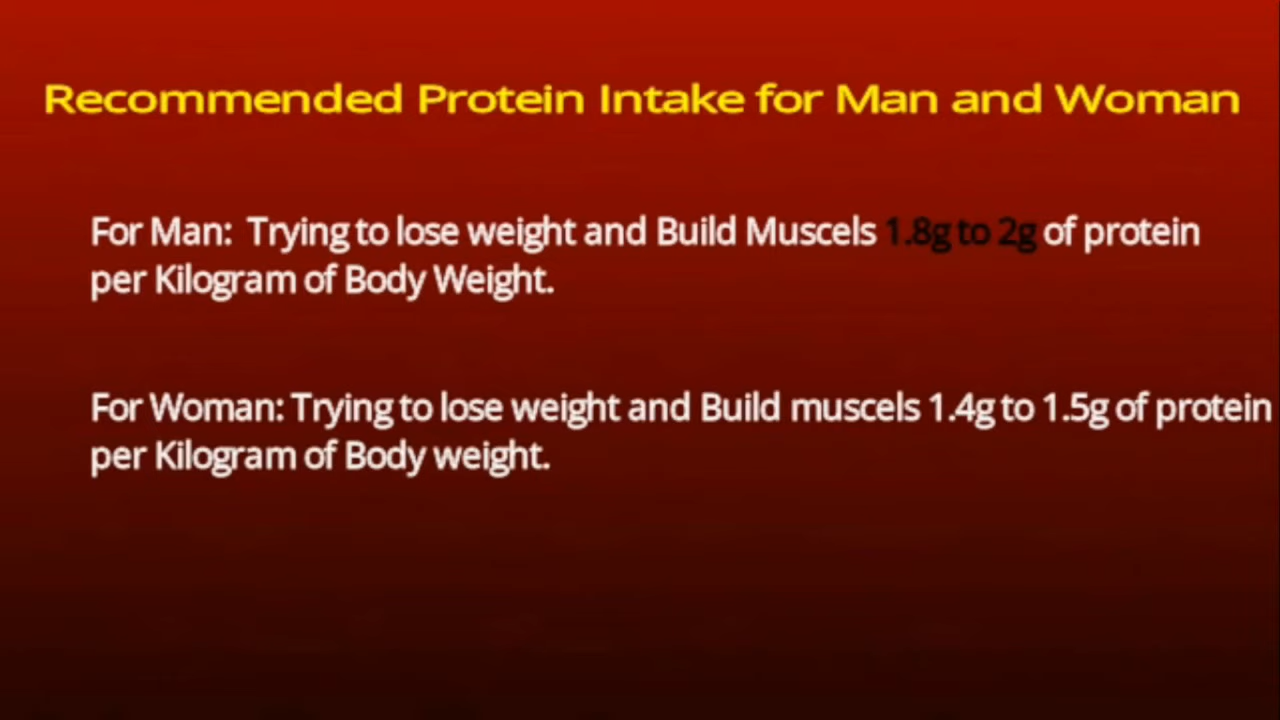 Recommended Protein Intake for Man and Woman
For Man: Trying to lose weight and Build Muscels 1.8g to 2g of protein
per Kilogram of Body Weight.
For Woman: Trying to lose weight and Build muscels 1.4g to 1.5g of protein
per Kilogram of Body weight.